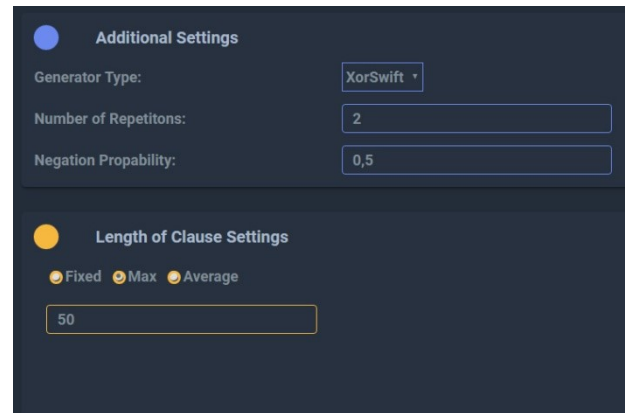 Additional Settings
Generator Type: XorSwift
Number of Repetitons: 2
Negation Propability: 0,5
Length of Clause Settings
Fixed Max Average
50